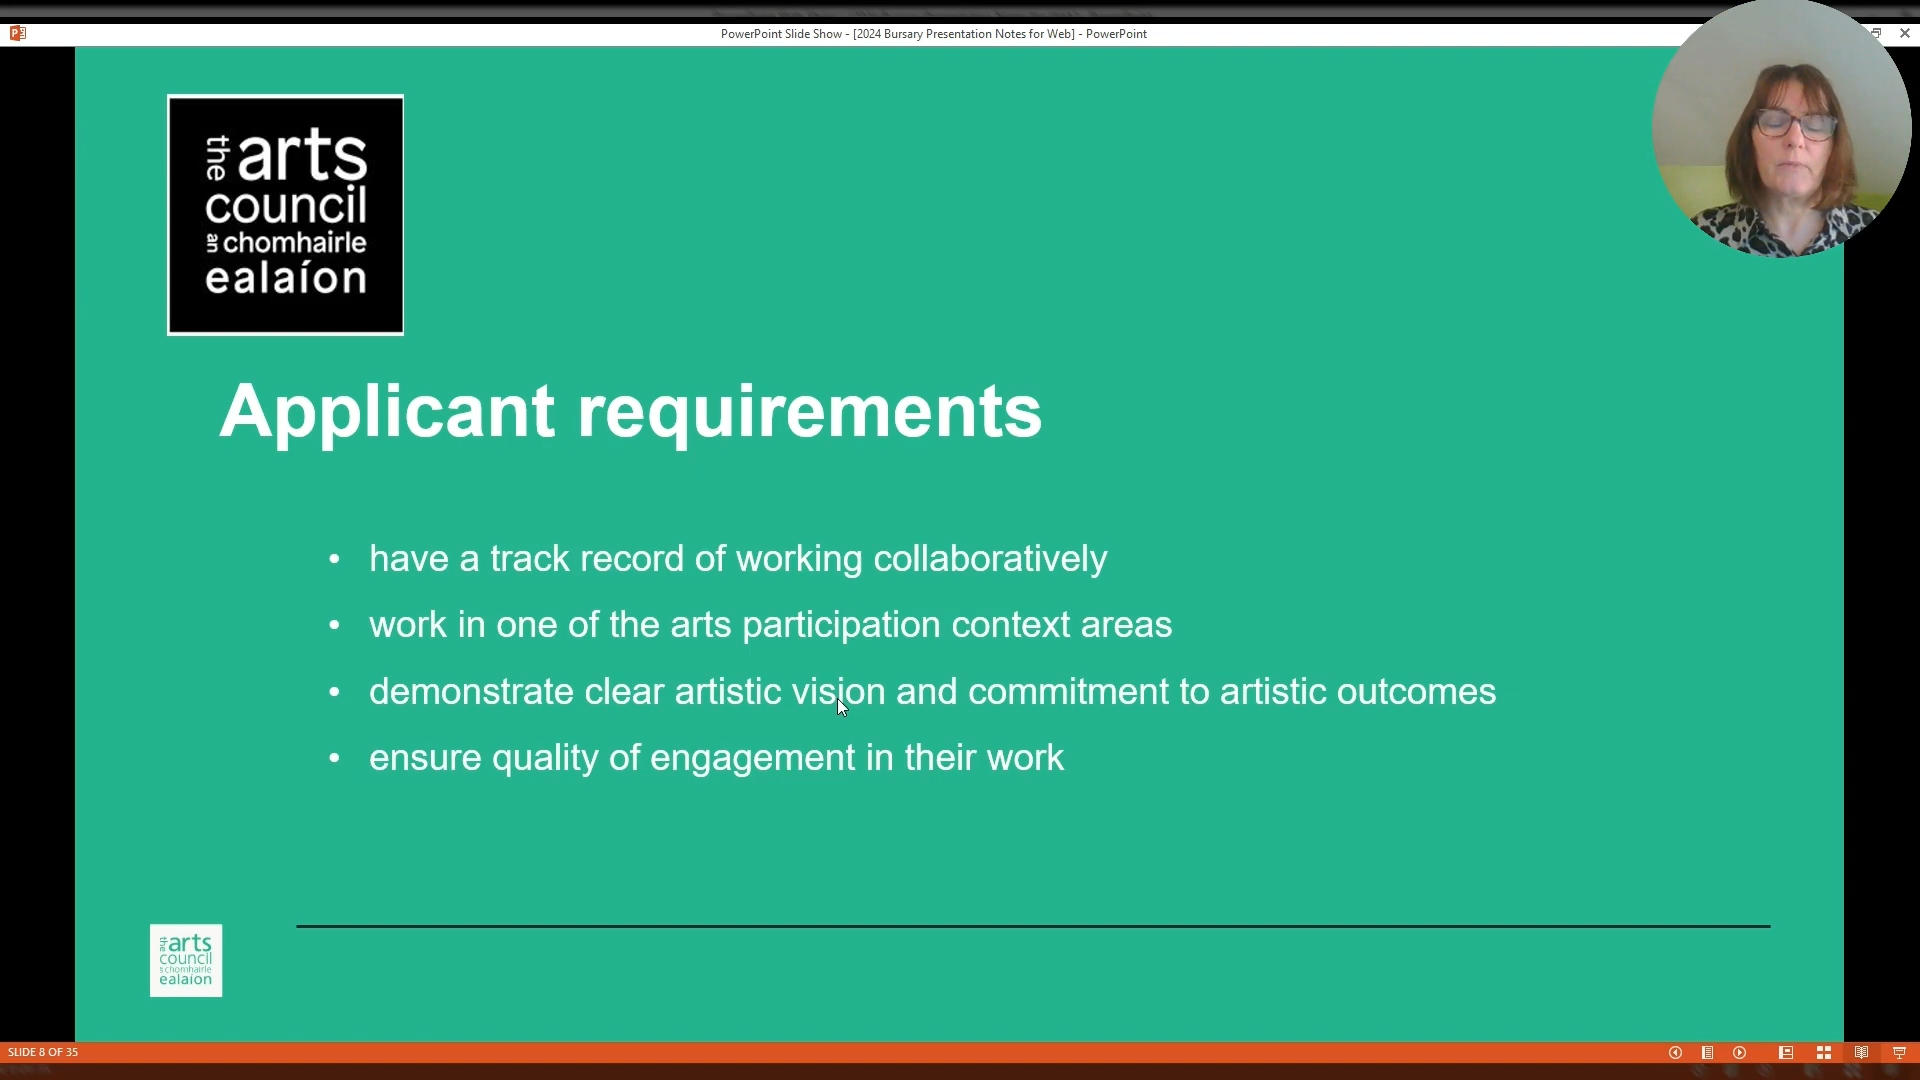 PowerPoint Slide Show - [2024 Bursary Presentation Notes for Web] - PowerPoint
the arts
council
an chomhairle
ealaíon
Applicant requirements
• have a track record of working collaboratively
• work in one of the arts participation context areas
• demonstrate clear artistic vision and commitment to artistic outcomes
• ensure quality of engagement in their work
the arts
council
an chomhairle
ealaíon
SLIDE 8 OF 35